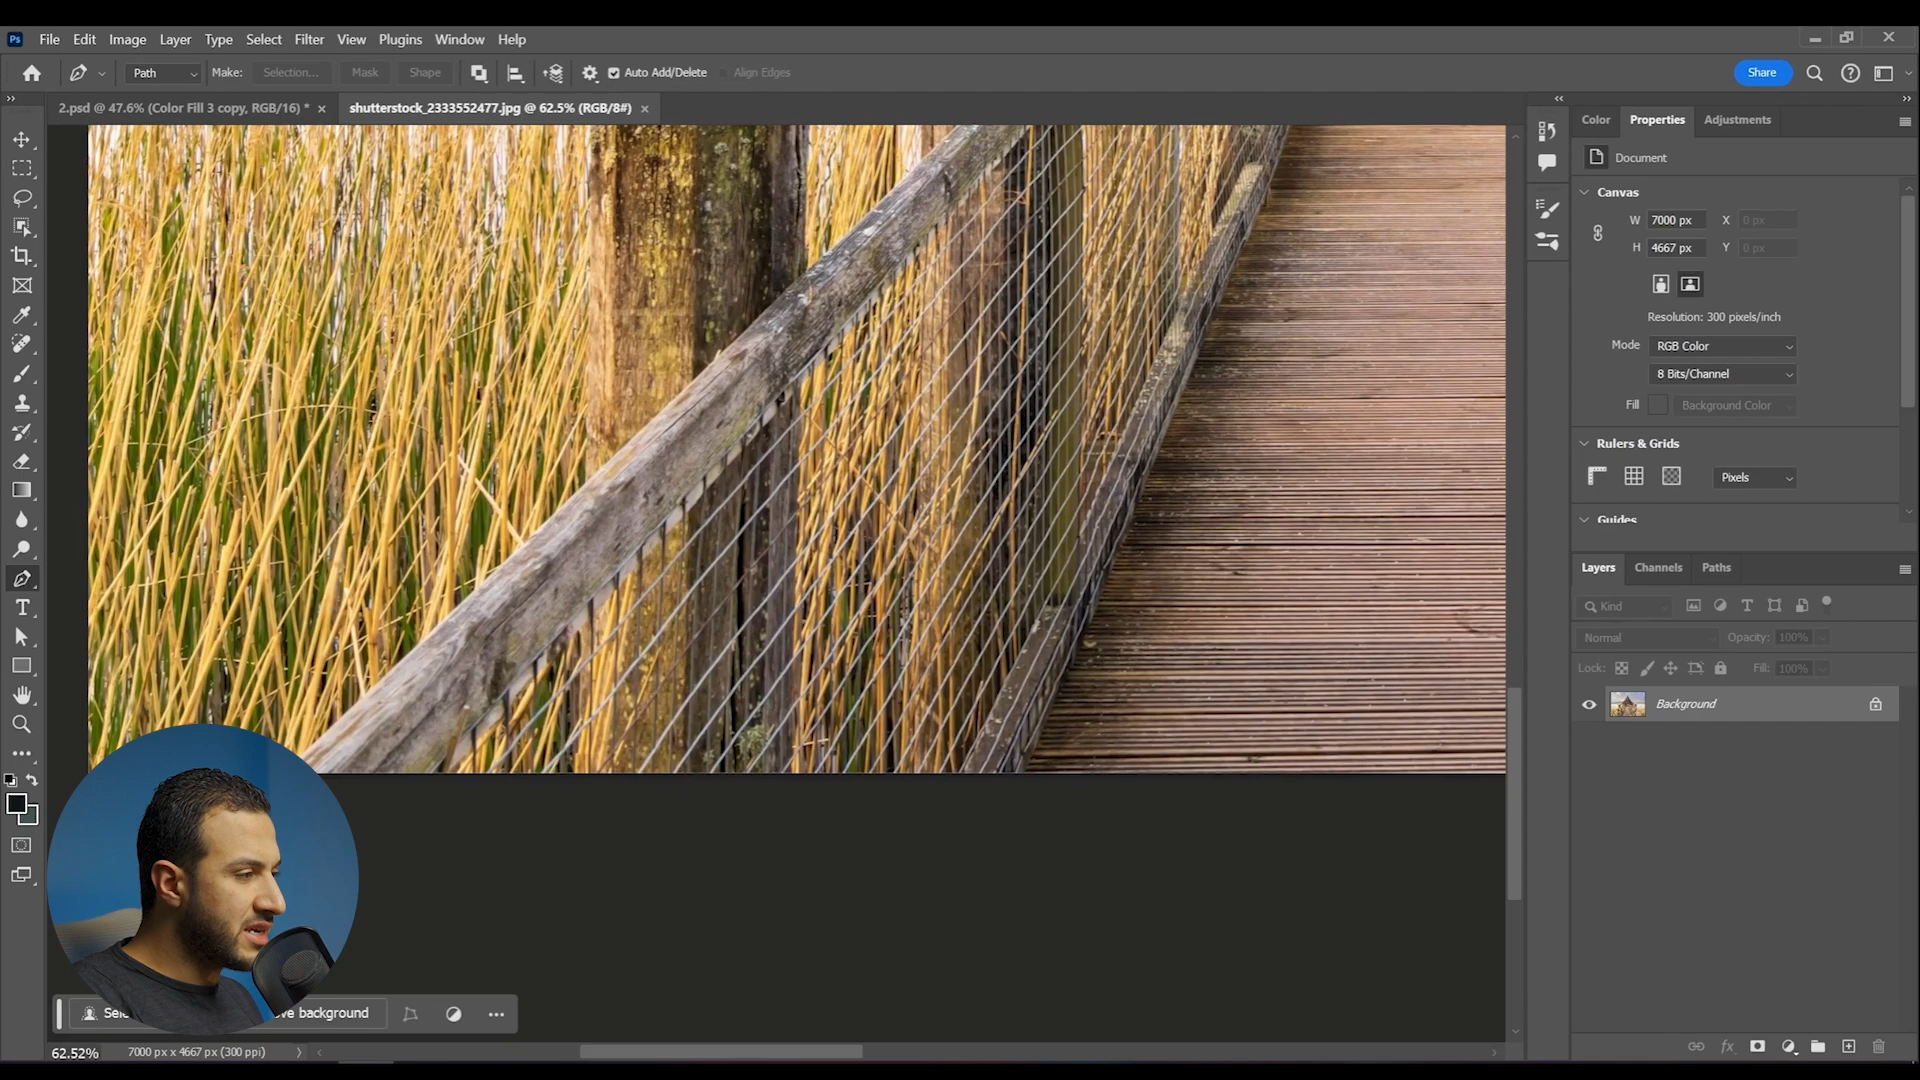 Ps File Edit Image Layer Type Select Filter View Plugins Window Help
Path Make: Selection... Mask Shape Auto Add/Delete Align Edges Share
2.psd @ 47.6% (Color Fill 3 copy, RGB/16) * × shutterstock_2333552477.jpg @ 62.5% (RGB/8#) ×
Color Properties Adjustments
Document
Canvas
W 7000 px X 0 px
H 4667 px Y 0 px
Resolution: 300 pixels/inch
Mode RGB Color
8 Bits/Channel
Fill Background Color
Rulers & Grids
Pixels
Guides
Layers Channels Paths
Kind
Normal Opacity: 100%
Lock: Fill: 100%
Background
Sele ve background
62.52% 7000 px x 4667 px (300 ppi)